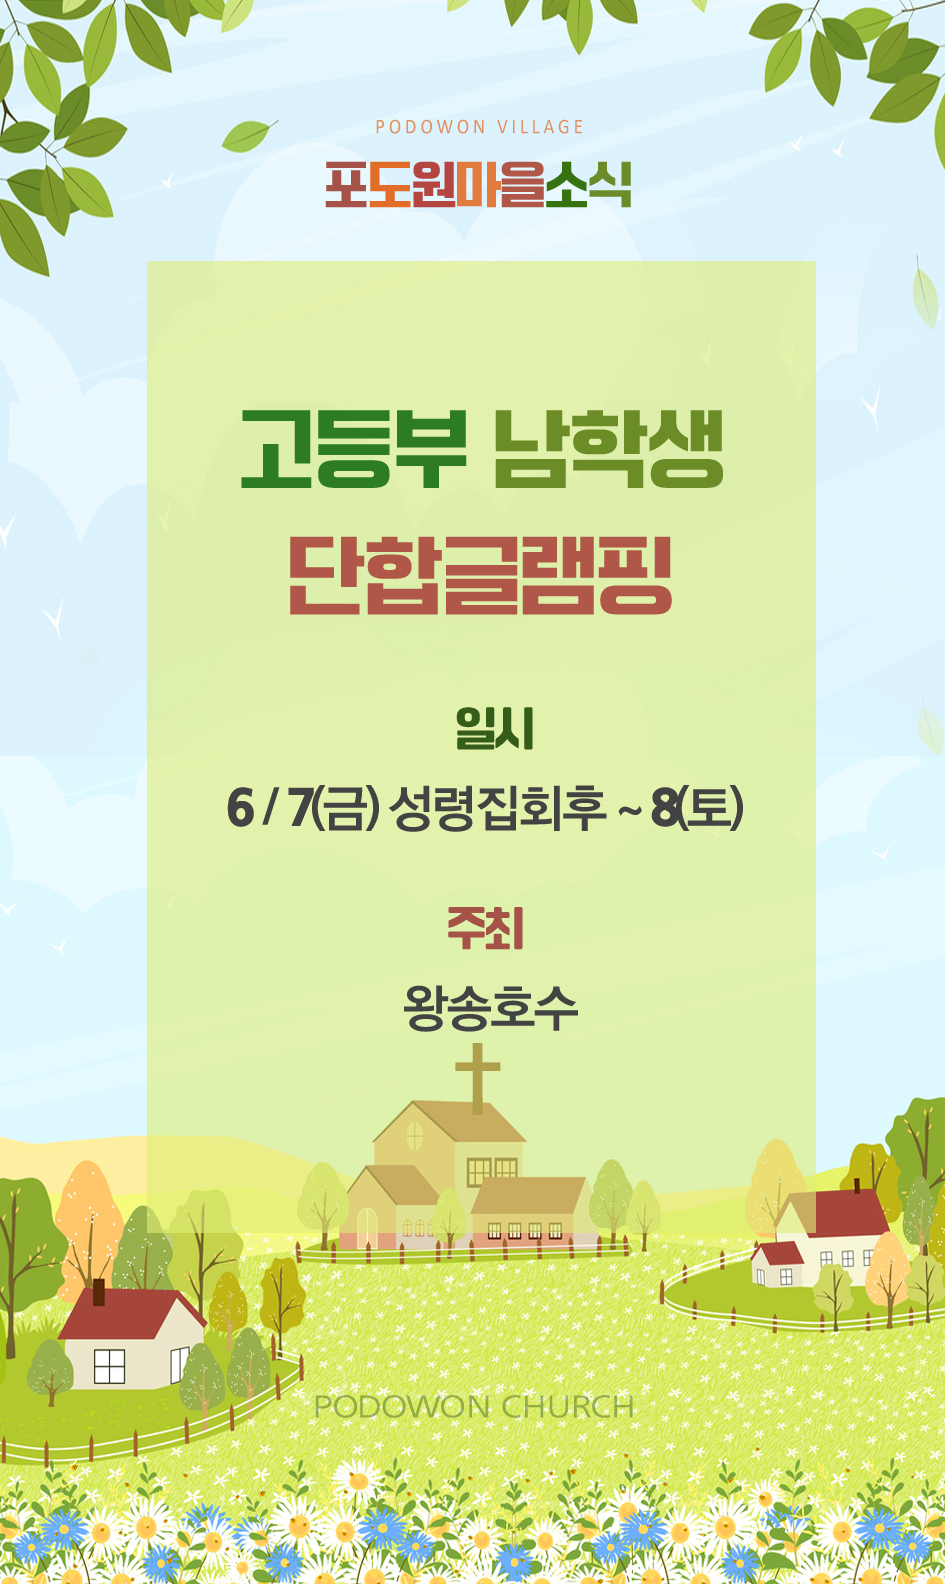 PODOWON VILLAGE
포도원마을소식
고등부 남학생
단합글램핑
일시
6 / 7(금) 성령집회후 ~ 8(토)
주최
왕송호수
PODOWON CHURCH